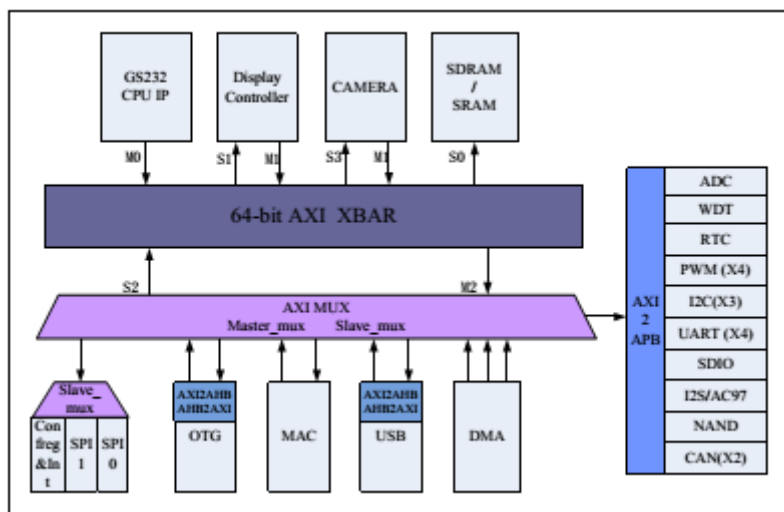 GS232
CPU IP
Display
Controller
CAMERA
SDRAM
/
SRAM
M0
S1
M1
S3
M1
S0
64-bit AXI XBAR
S2
M2
AXI MUX
Master_mux Slave_mux
AXI
2
APB
ADC
WDT
RTC
PWM (X4)
I2C(X3)
UART (X4)
SDIO
I2S/AC97
NAND
CAN(X2)
Slave_
mux
Con
freg
&In
t
SPI
1
SPI
0
AXI2AHB
AHB2AXI
OTG
MAC
AXI2AHB
AHB2AXI
USB
DMA